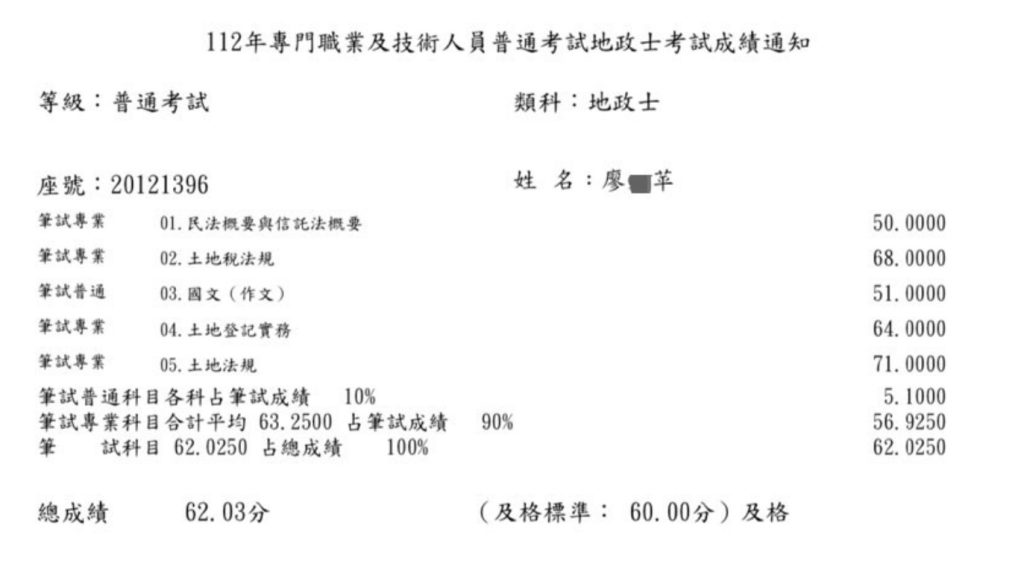 112年專門職業及技術人員普通考試地政士考試成績通知
等級：普通考試 類科：地政士
座號：20121396 姓 名：廖 苹
筆試專業 01.民法概要與信託法概要 50.0000
筆試專業 02.土地稅法規 68.0000
筆試普通 03.國文（作文） 51.0000
筆試專業 04.土地登記實務 64.0000
筆試專業 05.土地法規 71.0000
筆試普通科目各科占筆試成績 10% 5.1000
筆試專業科目合計平均 63.2500 占筆試成績 90% 56.9250
筆 試科目 62.0250 占總成績 100% 62.0250
總成績 62.03分 （及格標準： 60.00分）及格